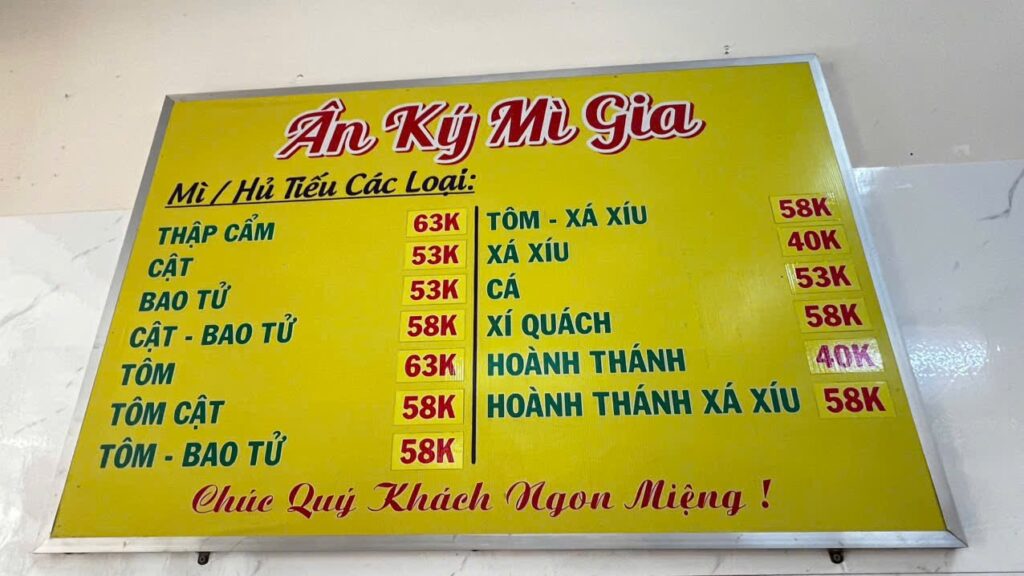 Ân Ký Mì Gia
Mì / Hủ Tiếu Các Loại:
THẬP CẨM 63K
CẬT 53K
BAO TỬ 53K
CẬT - BAO TỬ 58K
TÔM 63K
TÔM CẬT 58K
TÔM - BAO TỬ 58K
TÔM - XÁ XÍU 58K
XÁ XÍU 40K
CÁ 53K
XÍ QUÁCH 58K
HOÀNH THÁNH 40K
HOÀNH THÁNH XÁ XÍU 58K
Chúc Quý Khách Ngon Miệng !